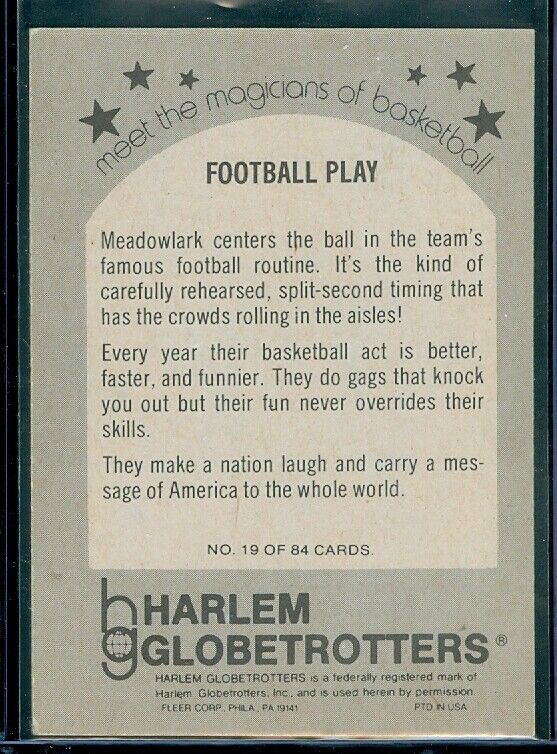 meet the magicians of basketball
FOOTBALL PLAY
Meadowlark centers the ball in the team's
famous football routine. It's the kind of
carefully rehearsed, split-second timing that
has the crowds rolling in the aisles!
Every year their basketball act is better,
faster, and funnier. They do gags that knock
you out but their fun never overrides their
skills.
They make a nation laugh and carry a mes-
sage of America to the whole world.
NO. 19 OF 84 CARDS.
hg HARLEM
GLOBETROTTERS®
HARLEM GLOBETROTTERS is a federally registered mark of
Harlem Globetrotters, Inc., and is used herein by permission.
FLEER CORP., PHILA., PA 19141 PTD IN USA